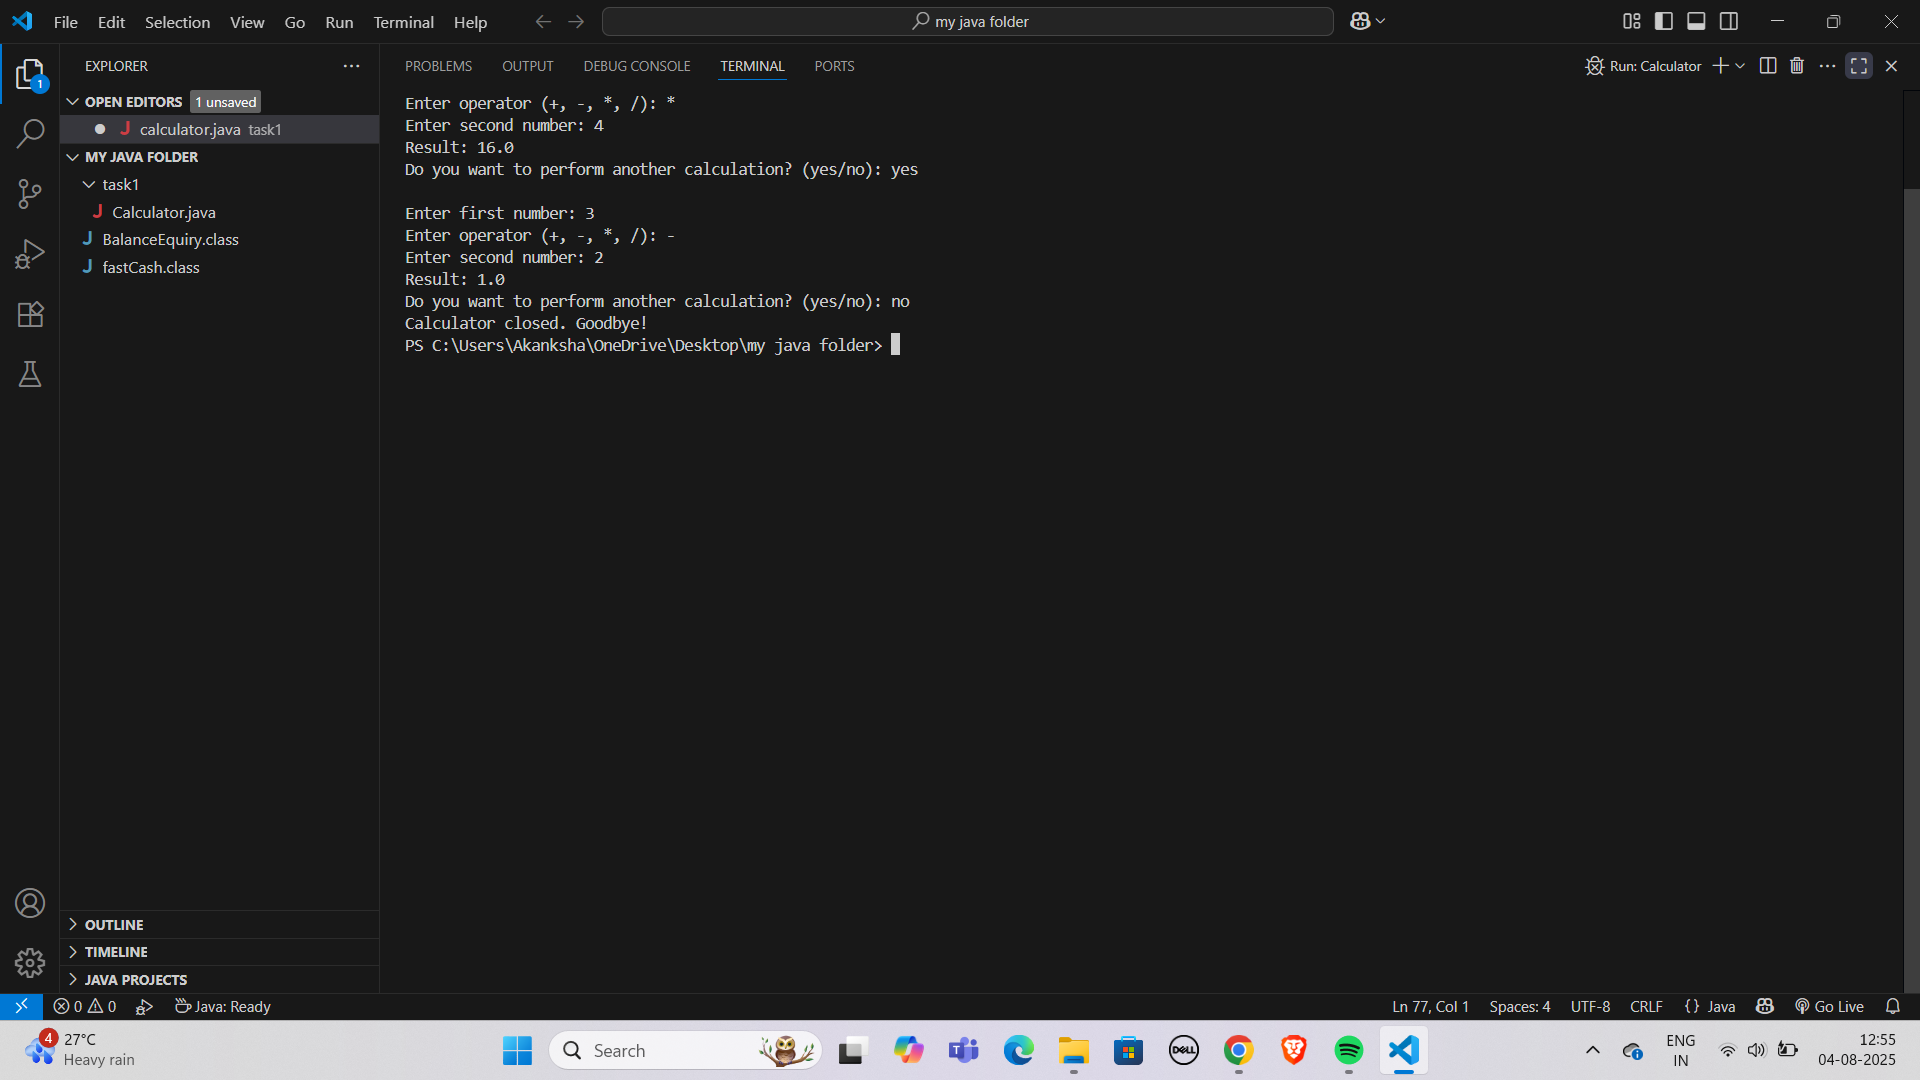 File Edit Selection View Go Run Terminal Help
my java folder
EXPLORER
1
OPEN EDITORS 1 unsaved
J calculator.java task1
MY JAVA FOLDER
task1
J Calculator.java
J BalanceEquiry.class
J fastCash.class
OUTLINE
TIMELINE
JAVA PROJECTS
PROBLEMS OUTPUT DEBUG CONSOLE TERMINAL PORTS
Run: Calculator
Enter operator (+, -, *, /): *
Enter second number: 4
Result: 16.0
Do you want to perform another calculation? (yes/no): yes
Enter first number: 3
Enter operator (+, -, *, /): -
Enter second number: 2
Result: 1.0
Do you want to perform another calculation? (yes/no): no
Calculator closed. Goodbye!
PS C:\Users\Akanksha\OneDrive\Desktop\my java folder>
0 0 Java: Ready
Ln 77, Col 1 Spaces: 4 UTF-8 CRLF {} Java Go Live
4 27°C
Heavy rain
Search
DELL
ENG
IN
12:55
04-08-2025